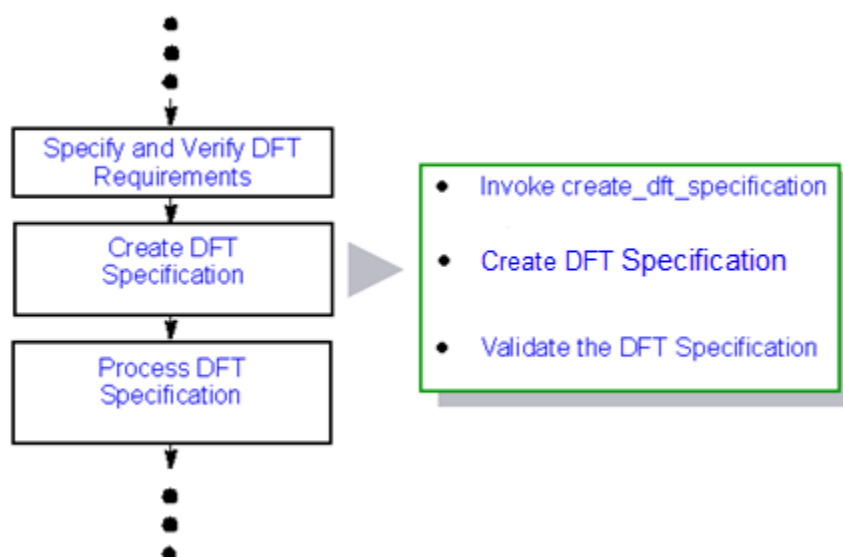 Specify and Verify DFT
Requirements
Create DFT
Specification
Process DFT
Specification
Invoke create_dft_specification
Create DFT Specification
Validate the DFT Specification